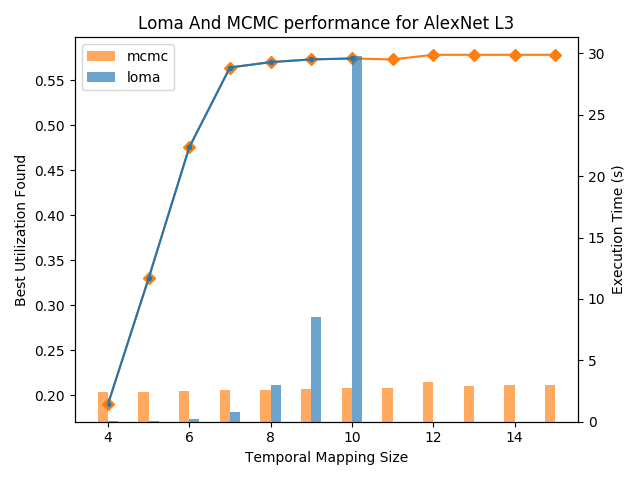 Loma And MCMC performance for AlexNet L3
mcmc
loma
Best Utilization Found
0.55
0.50
0.45
0.40
0.35
0.30
0.25
0.20
30
25
20
15
10
5
0
Execution Time (s)
4 6 8 10 12 14
Temporal Mapping Size